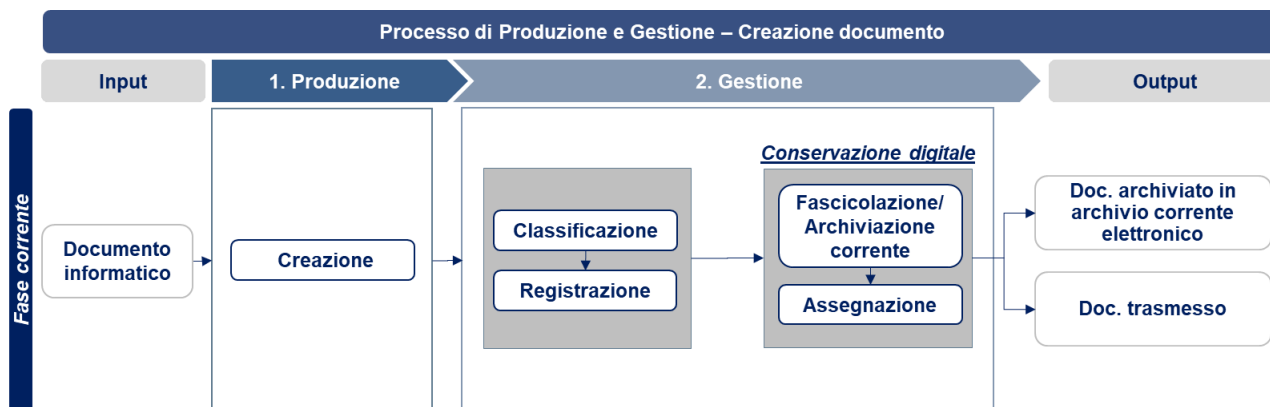 Processo di Produzione e Gestione – Creazione documento
Input
1. Produzione
2. Gestione
Output
Fase corrente
Documento
informatico
Creazione
Classificazione
Registrazione
Conservazione digitale
Fascicolazione/
Archiviazione
corrente
Assegnazione
Doc. archiviato in
archivio corrente
elettronico
Doc. trasmesso